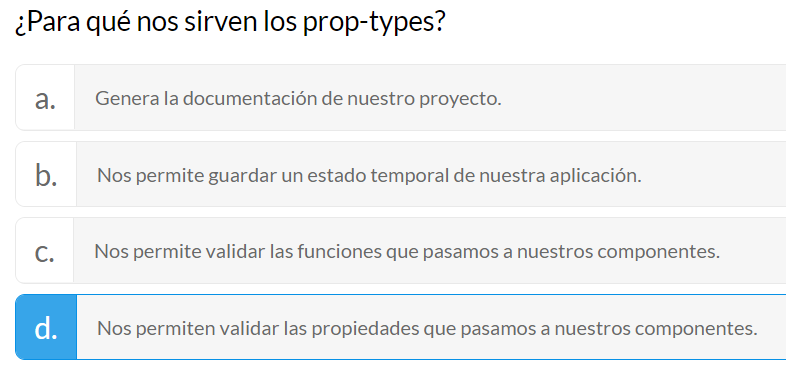 ¿Para qué nos sirven los prop-types?
a. Genera la documentación de nuestro proyecto.
b. Nos permite guardar un estado temporal de nuestra aplicación.
c. Nos permite validar las funciones que pasamos a nuestros componentes.
d. Nos permiten validar las propiedades que pasamos a nuestros componentes.